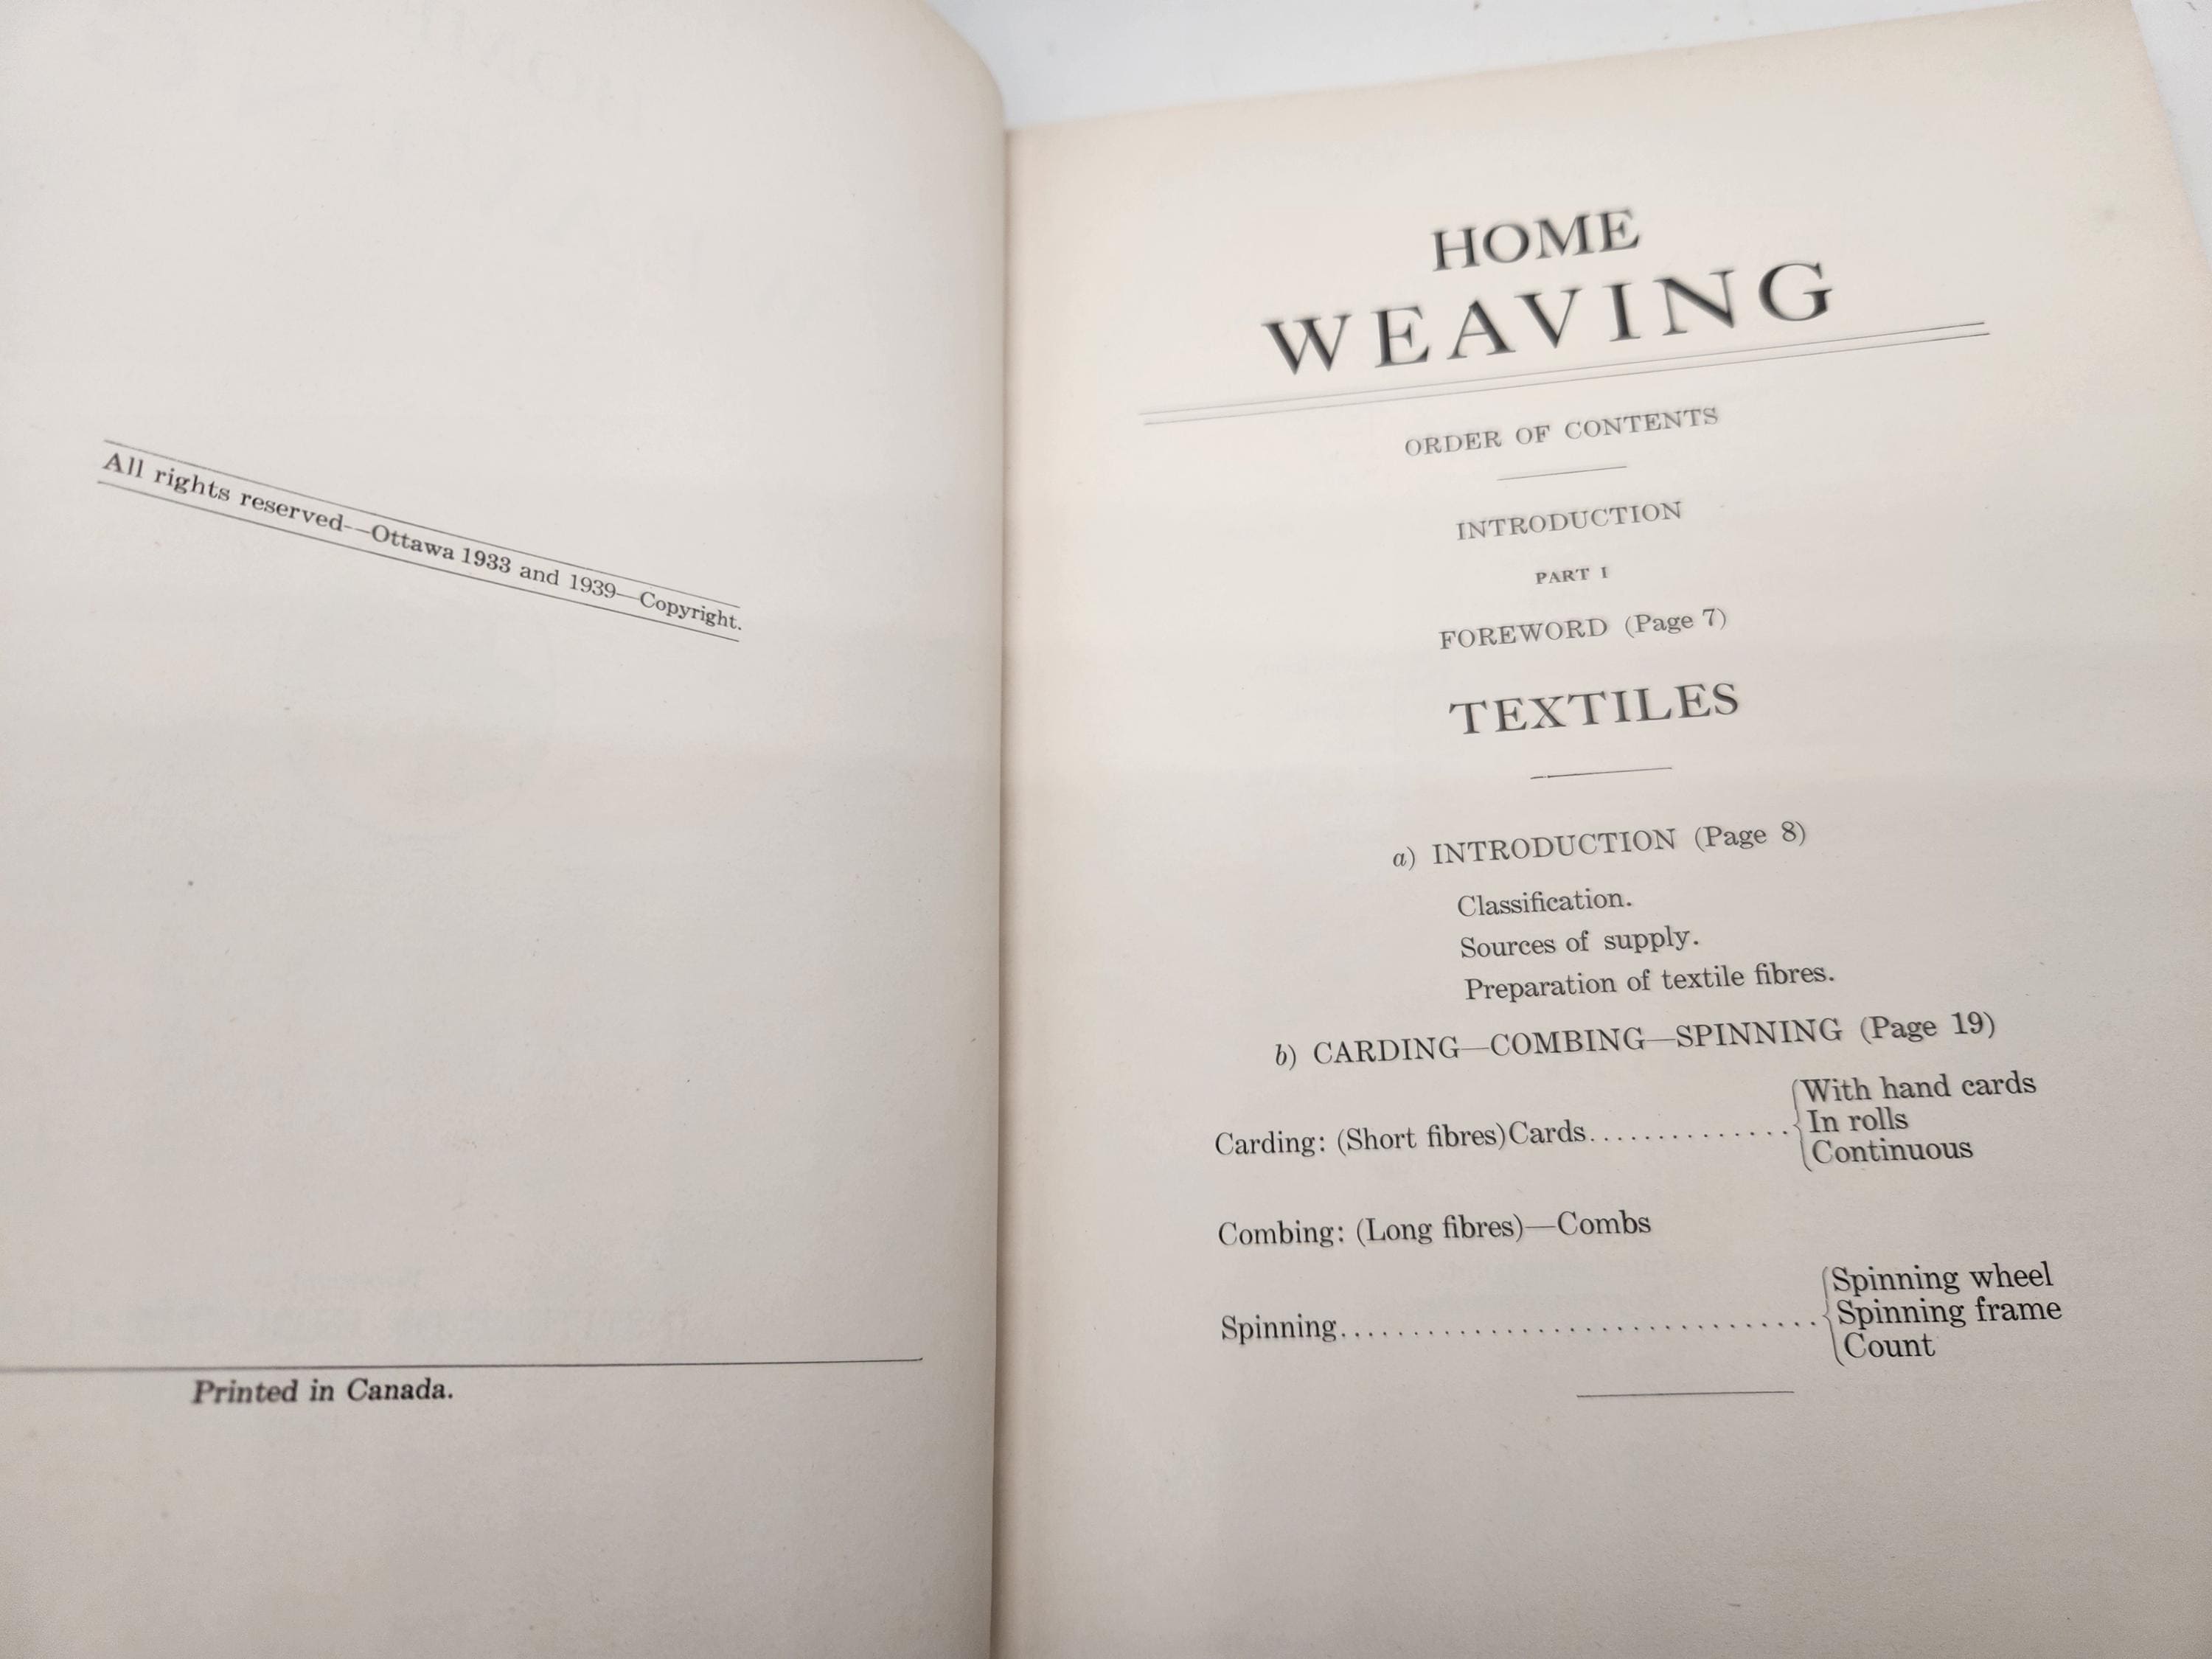 All rights reserved--Ottawa 1933 and 1939—Copyright.
Printed in Canada.
HOME
WEAVING
ORDER OF CONTENTS
INTRODUCTION
PART I
FOREWORD (Page 7)
TEXTILES
a) INTRODUCTION (Page 8)
Classification.
Sources of supply.
Preparation of textile fibres.
b) CARDING—COMBING—SPINNING (Page 19)
With hand cards
Carding: (Short fibres)Cards.............. In rolls
Continuous
Combing: (Long fibres)—Combs
Spinning wheel
Spinning................................. Spinning frame
Count